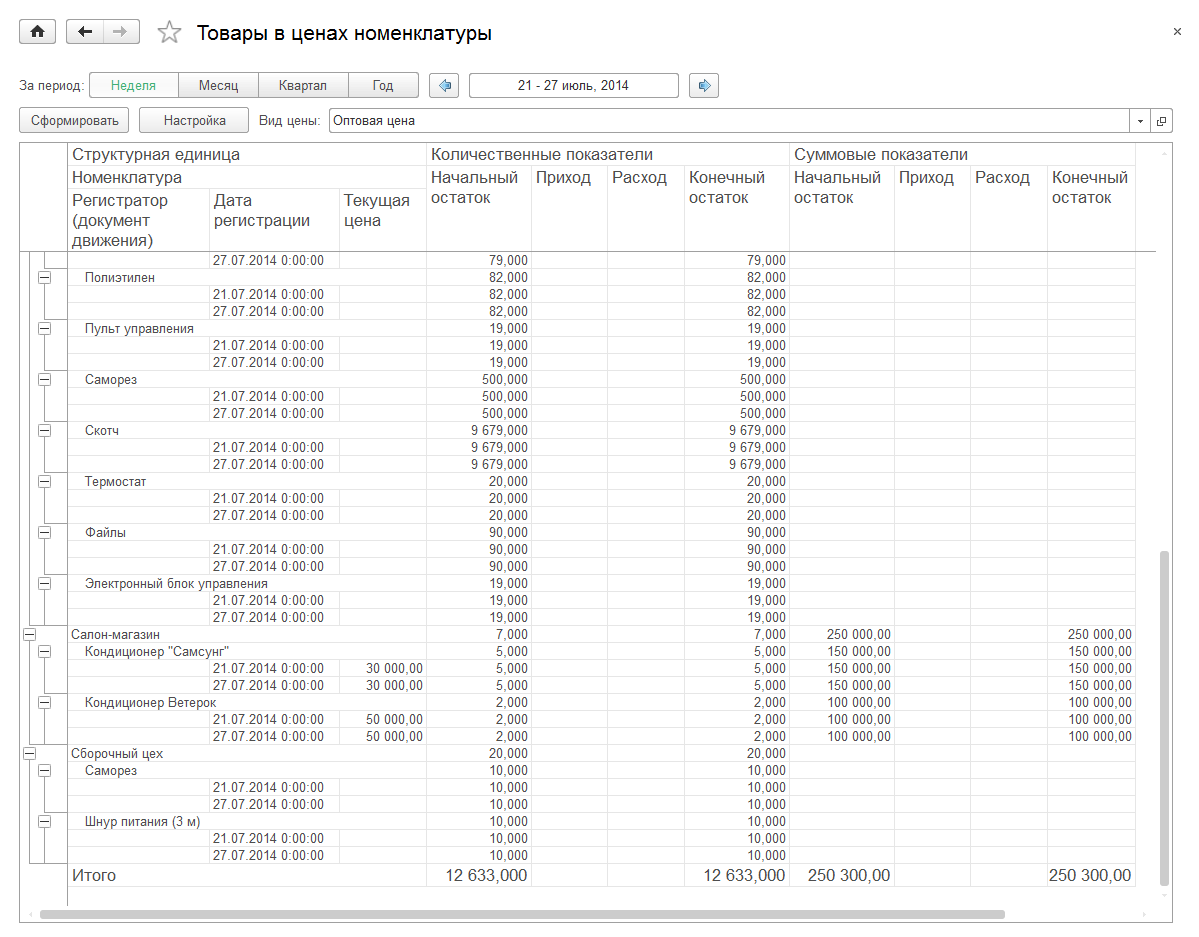 Товары в ценах номенклатуры
За период: Неделя Месяц Квартал Год 21 - 27 июль, 2014
Сформировать Настройка Вид цены: Оптовая цена
Структурная единица Количественные показатели Суммовые показатели
Номенклатура Начальный остаток Приход Расход Конечный остаток Начальный остаток Приход Расход Конечный остаток
Регистратор (документ движения) Дата регистрации Текущая цена
27.07.2014 0:00:00 79,000 79,000
Полиэтилен 82,000 82,000
21.07.2014 0:00:00 82,000 82,000
27.07.2014 0:00:00 82,000 82,000
Пульт управления 19,000 19,000
21.07.2014 0:00:00 19,000 19,000
27.07.2014 0:00:00 19,000 19,000
Саморез 500,000 500,000
21.07.2014 0:00:00 500,000 500,000
27.07.2014 0:00:00 500,000 500,000
Скотч 9 679,000 9 679,000
21.07.2014 0:00:00 9 679,000 9 679,000
27.07.2014 0:00:00 9 679,000 9 679,000
Термостат 20,000 20,000
21.07.2014 0:00:00 20,000 20,000
27.07.2014 0:00:00 20,000 20,000
Файлы 90,000 90,000
21.07.2014 0:00:00 90,000 90,000
27.07.2014 0:00:00 90,000 90,000
Электронный блок управления 19,000 19,000
21.07.2014 0:00:00 19,000 19,000
27.07.2014 0:00:00 19,000 19,000
Салон-магазин 7,000 7,000 250 000,00 250 000,00
Кондиционер "Самсунг" 5,000 5,000 150 000,00 150 000,00
21.07.2014 0:00:00 30 000,00 5,000 5,000 150 000,00 150 000,00
27.07.2014 0:00:00 30 000,00 5,000 5,000 150 000,00 150 000,00
Кондиционер Ветерок 2,000 2,000 100 000,00 100 000,00
21.07.2014 0:00:00 50 000,00 2,000 2,000 100 000,00 100 000,00
27.07.2014 0:00:00 50 000,00 2,000 2,000 100 000,00 100 000,00
Сборочный цех 20,000 20,000
Саморез 10,000 10,000
21.07.2014 0:00:00 10,000 10,000
27.07.2014 0:00:00 10,000 10,000
Шнур питания (3 м) 10,000 10,000
21.07.2014 0:00:00 10,000 10,000
27.07.2014 0:00:00 10,000 10,000
Итого 12 633,000 12 633,000 250 300,00 250 300,00